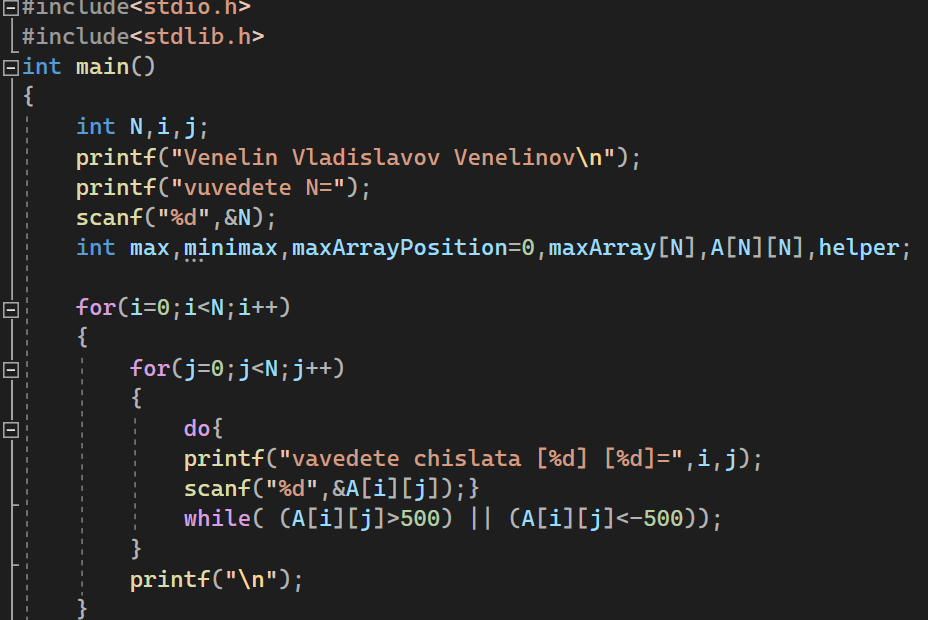 #include<stdio.h>
#include<stdlib.h>
int main()
{
int N,i,j;
printf("Venelin Vladislavov Venelinov\n");
printf("vuvedete N=");
scanf("%d",&N);
int max,minimax,maxArrayPosition=0,maxArray[N],A[N][N],helper;
for(i=0;i<N;i++)
{
for(j=0;j<N;j++)
{
do{
printf("vavedete chislata [%d] [%d]=",i,j);
scanf("%d",&A[i][j]);}
while( (A[i][j]>500) || (A[i][j]<-500));
}
printf("\n");
}